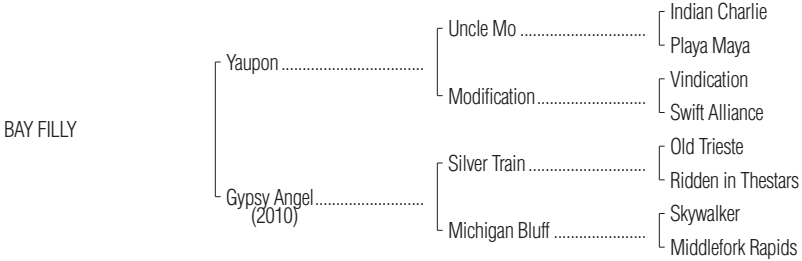 Indian Charlie
Uncle Mo ..............................
Playa Maya
Yaupon ..................................
Vindication
Modification..........................
Swift Alliance
BAY FILLY
Old Trieste
Silver Train ............................
Ridden in Thestars
Gypsy Angel..........................
(2010)
Skywalker
Michigan Bluff ......................
Middlefork Rapids